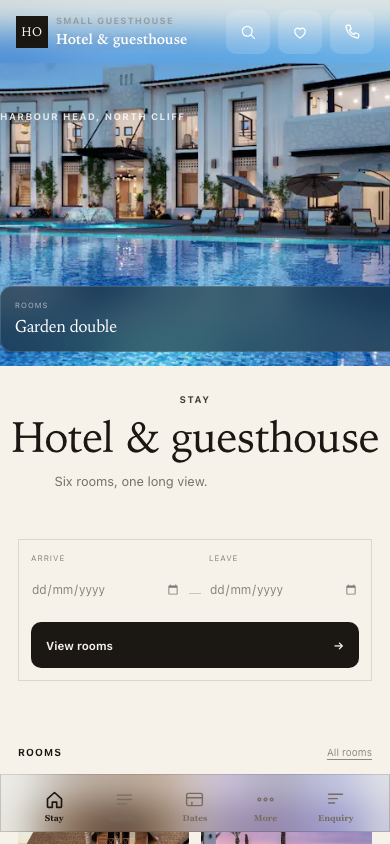 HO
SMALL GUESTHOUSE
Hotel & guesthouse
HARBOUR HEAD, NORTH CLIFF
ROOMS
Garden double
STAY
Hotel & guesthouse
Six rooms, one long view.
ARRIVE
LEAVE
dd/mm/yyyy
dd/mm/yyyy
View rooms
ROOMS
All rooms
Stay
Dates
More
Enquiry